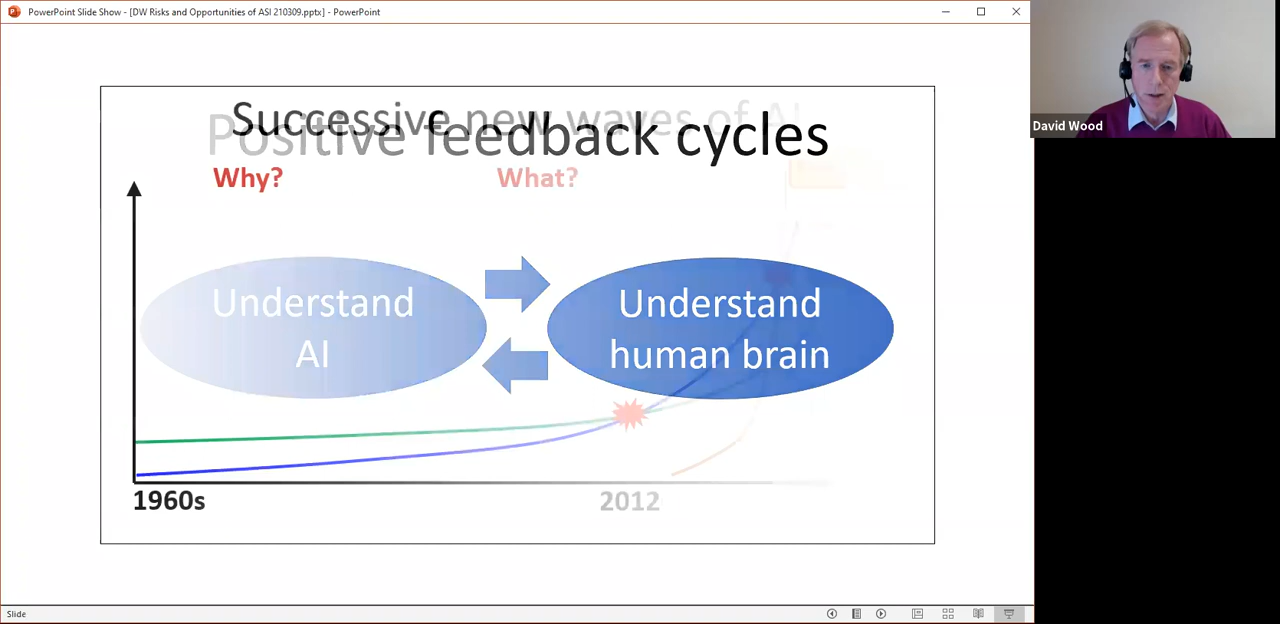 PowerPoint Slide Show - [DW Risks and Opportunities of ASI 210309.pptx] - PowerPoint
David Wood
Successive new waves of AI
Positive feedback cycles
Why? What?
Understand
AI
Understand
human brain
1960s 2012
Slide